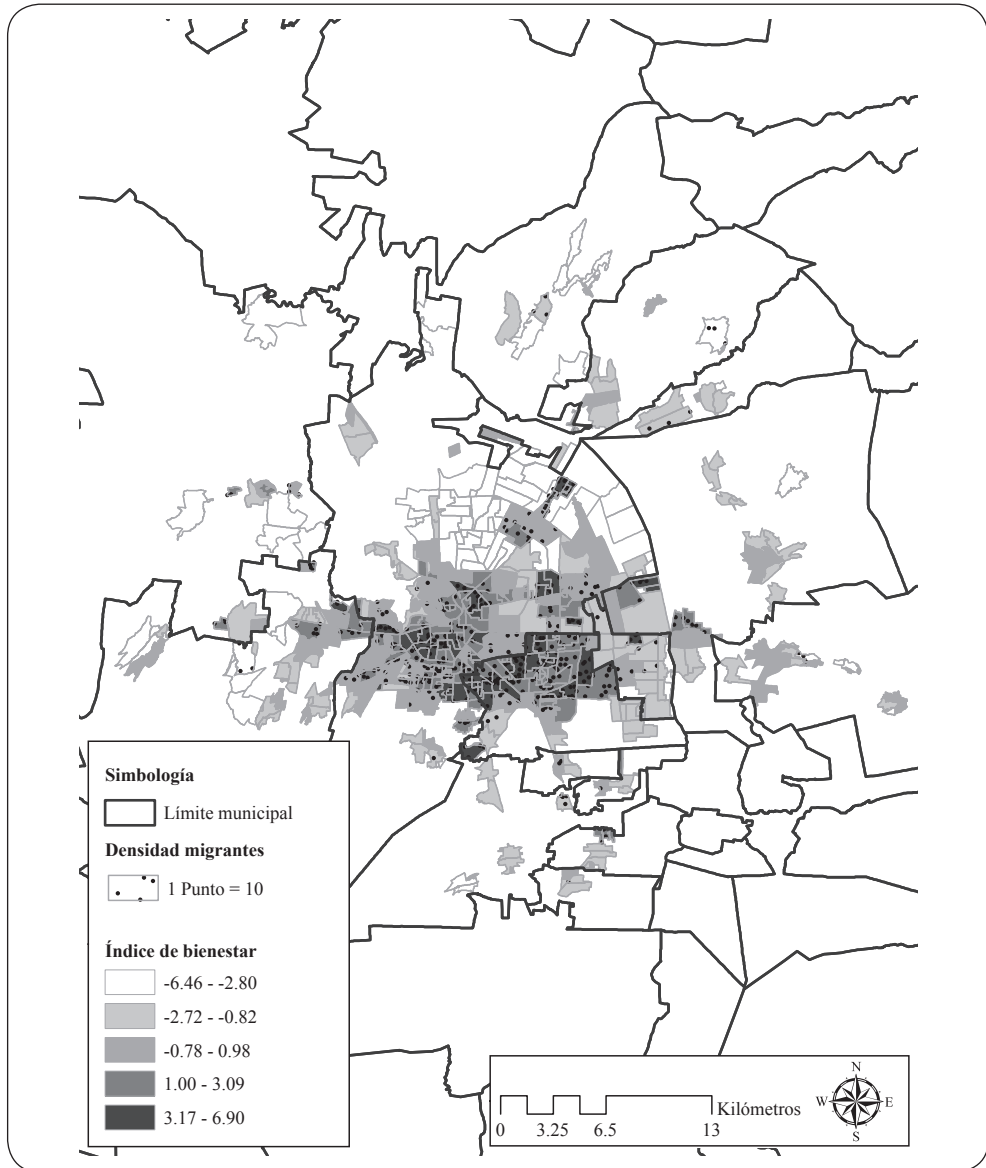 Simbología
Límite municipal
Densidad migrantes
1 Punto = 10
Índice de bienestar
-6.46 - -2.80
-2.72 - -0.82
-0.78 - 0.98
1.00 - 3.09
3.17 - 6.90
N
W E
S
Kilómetros
0 3.25 6.5 13